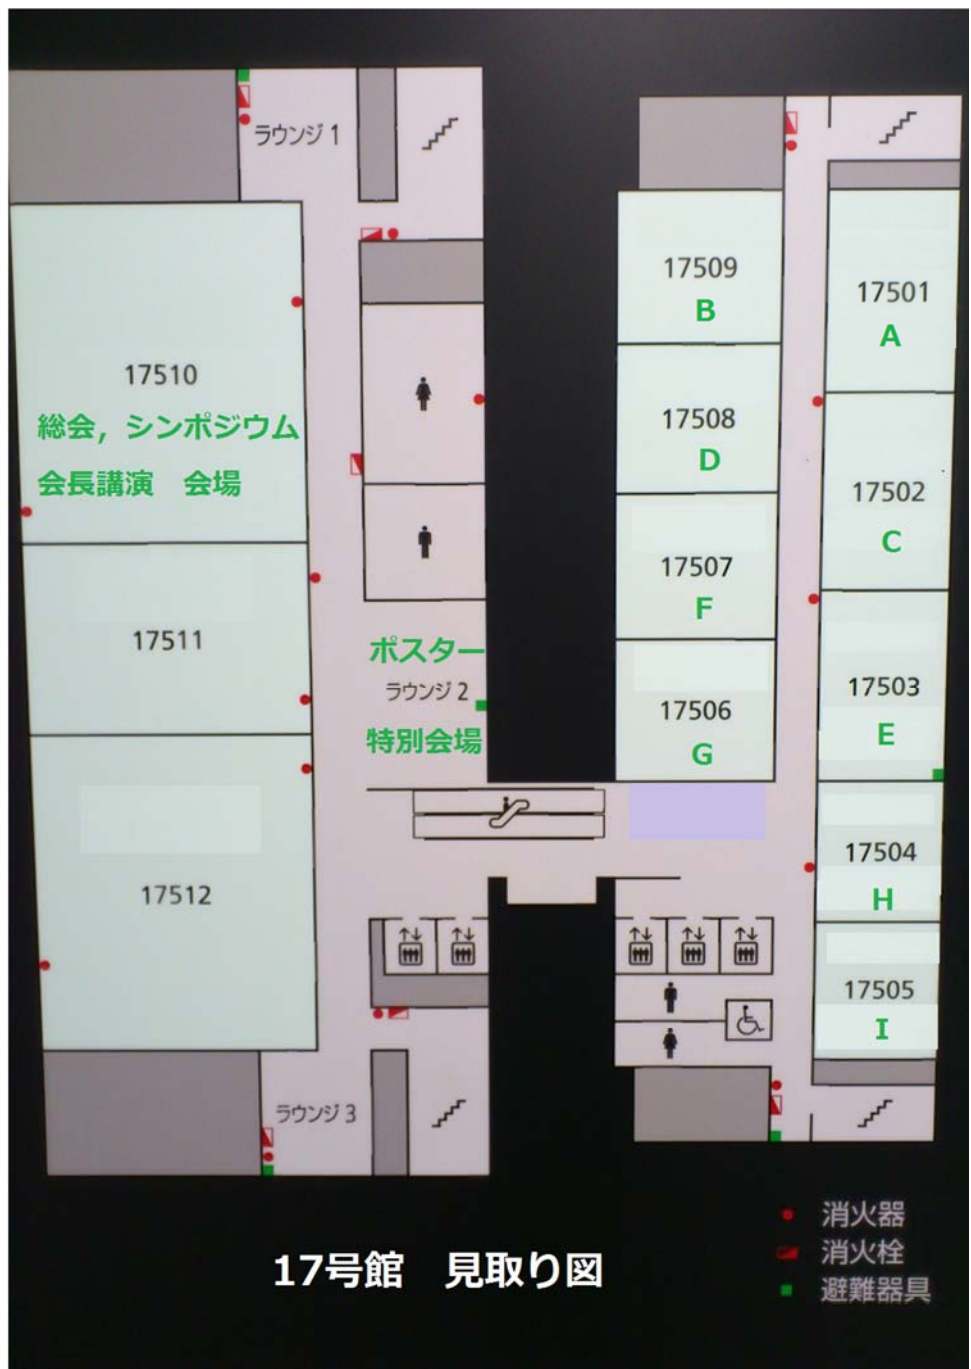 ラウンジ 1
17510
総会，シンポジウム
会長講演　会場
17511
17512
ポスター
ラウンジ 2
特別会場
ラウンジ 3
17509
B
17508
D
17507
F
17506
G
17501
A
17502
C
17503
E
17504
H
17505
I
17号館　見取り図
消火器
消火栓
避難器具